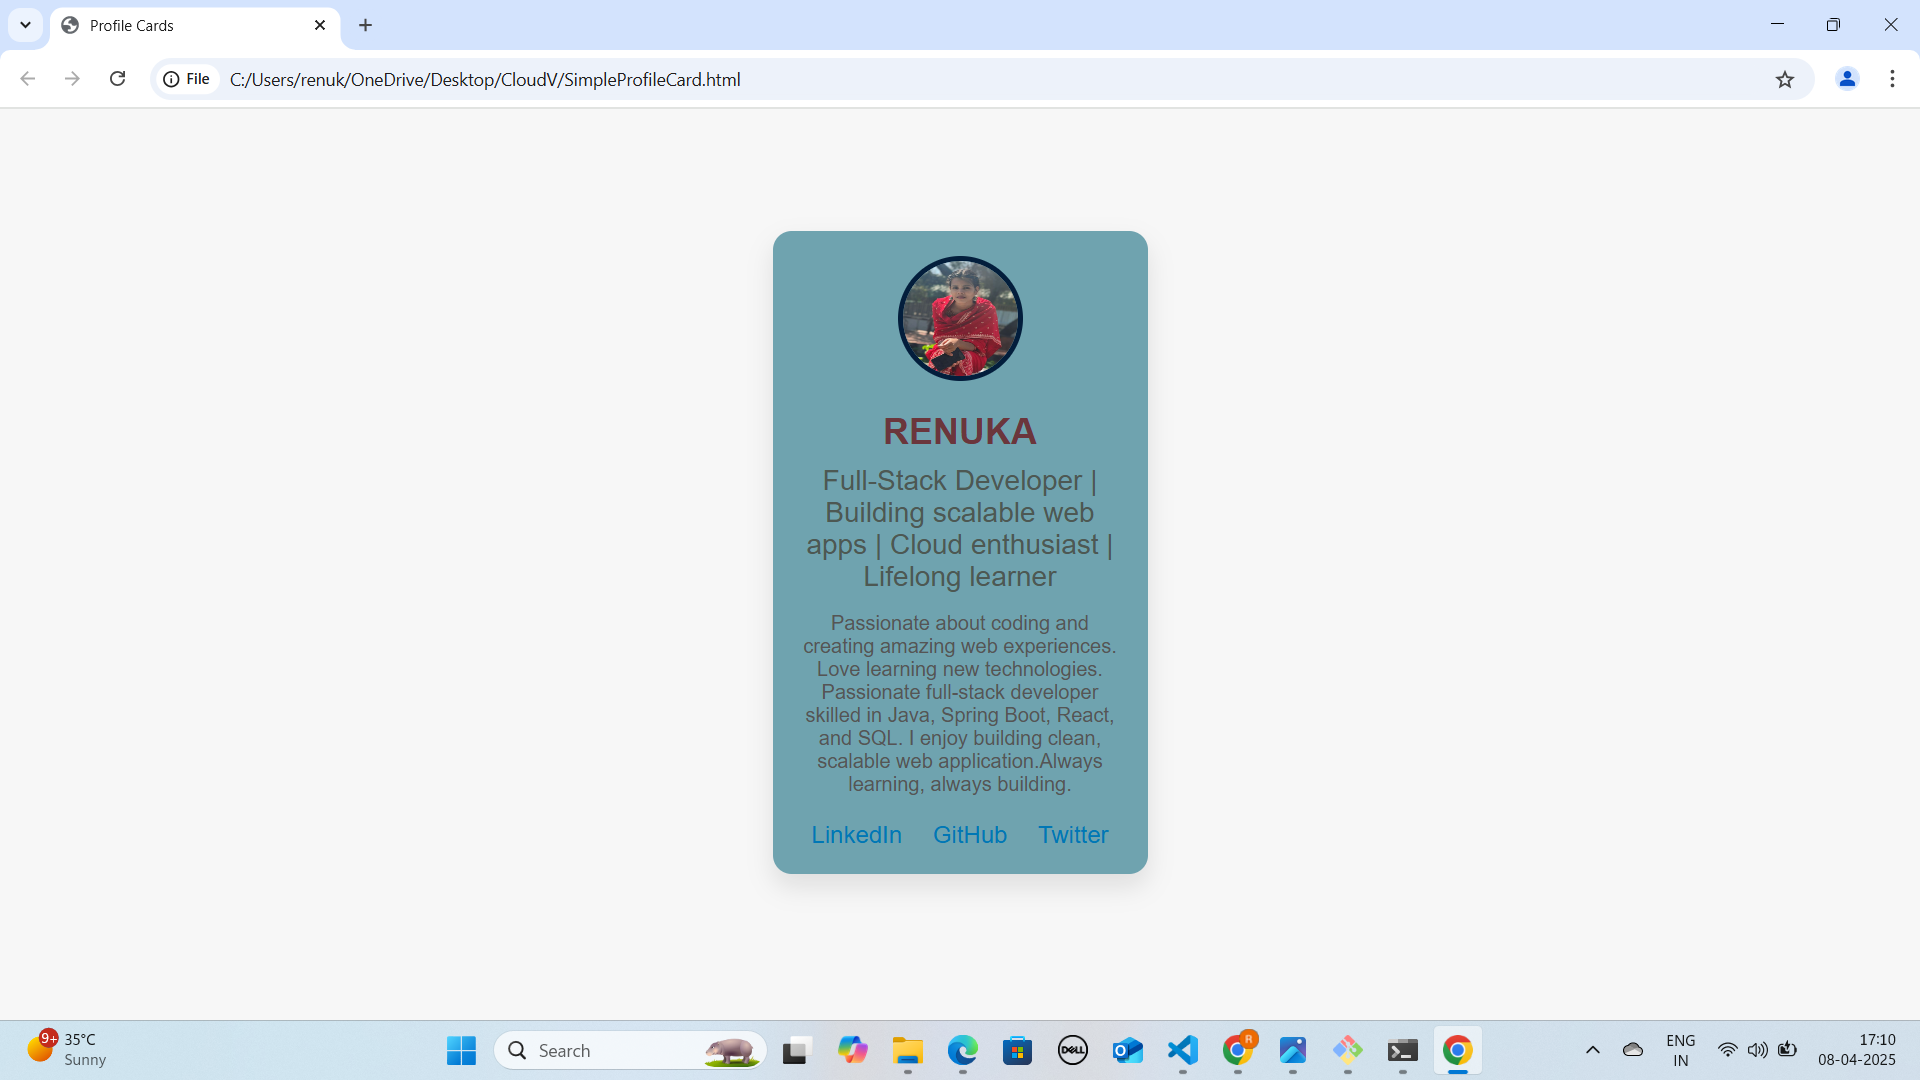 Profile Cards
File
C:/Users/renuk/OneDrive/Desktop/CloudV/SimpleProfileCard.html
RENUKA
Full-Stack Developer |
Building scalable web
apps | Cloud enthusiast |
Lifelong learner
Passionate about coding and
creating amazing web experiences.
Love learning new technologies.
Passionate full-stack developer
skilled in Java, Spring Boot, React,
and SQL. I enjoy building clean,
scalable web application.Always
learning, always building.
LinkedIn GitHub Twitter
9+
35°C
Sunny
Search
DELL
R
ENG
IN
17:10
08-04-2025